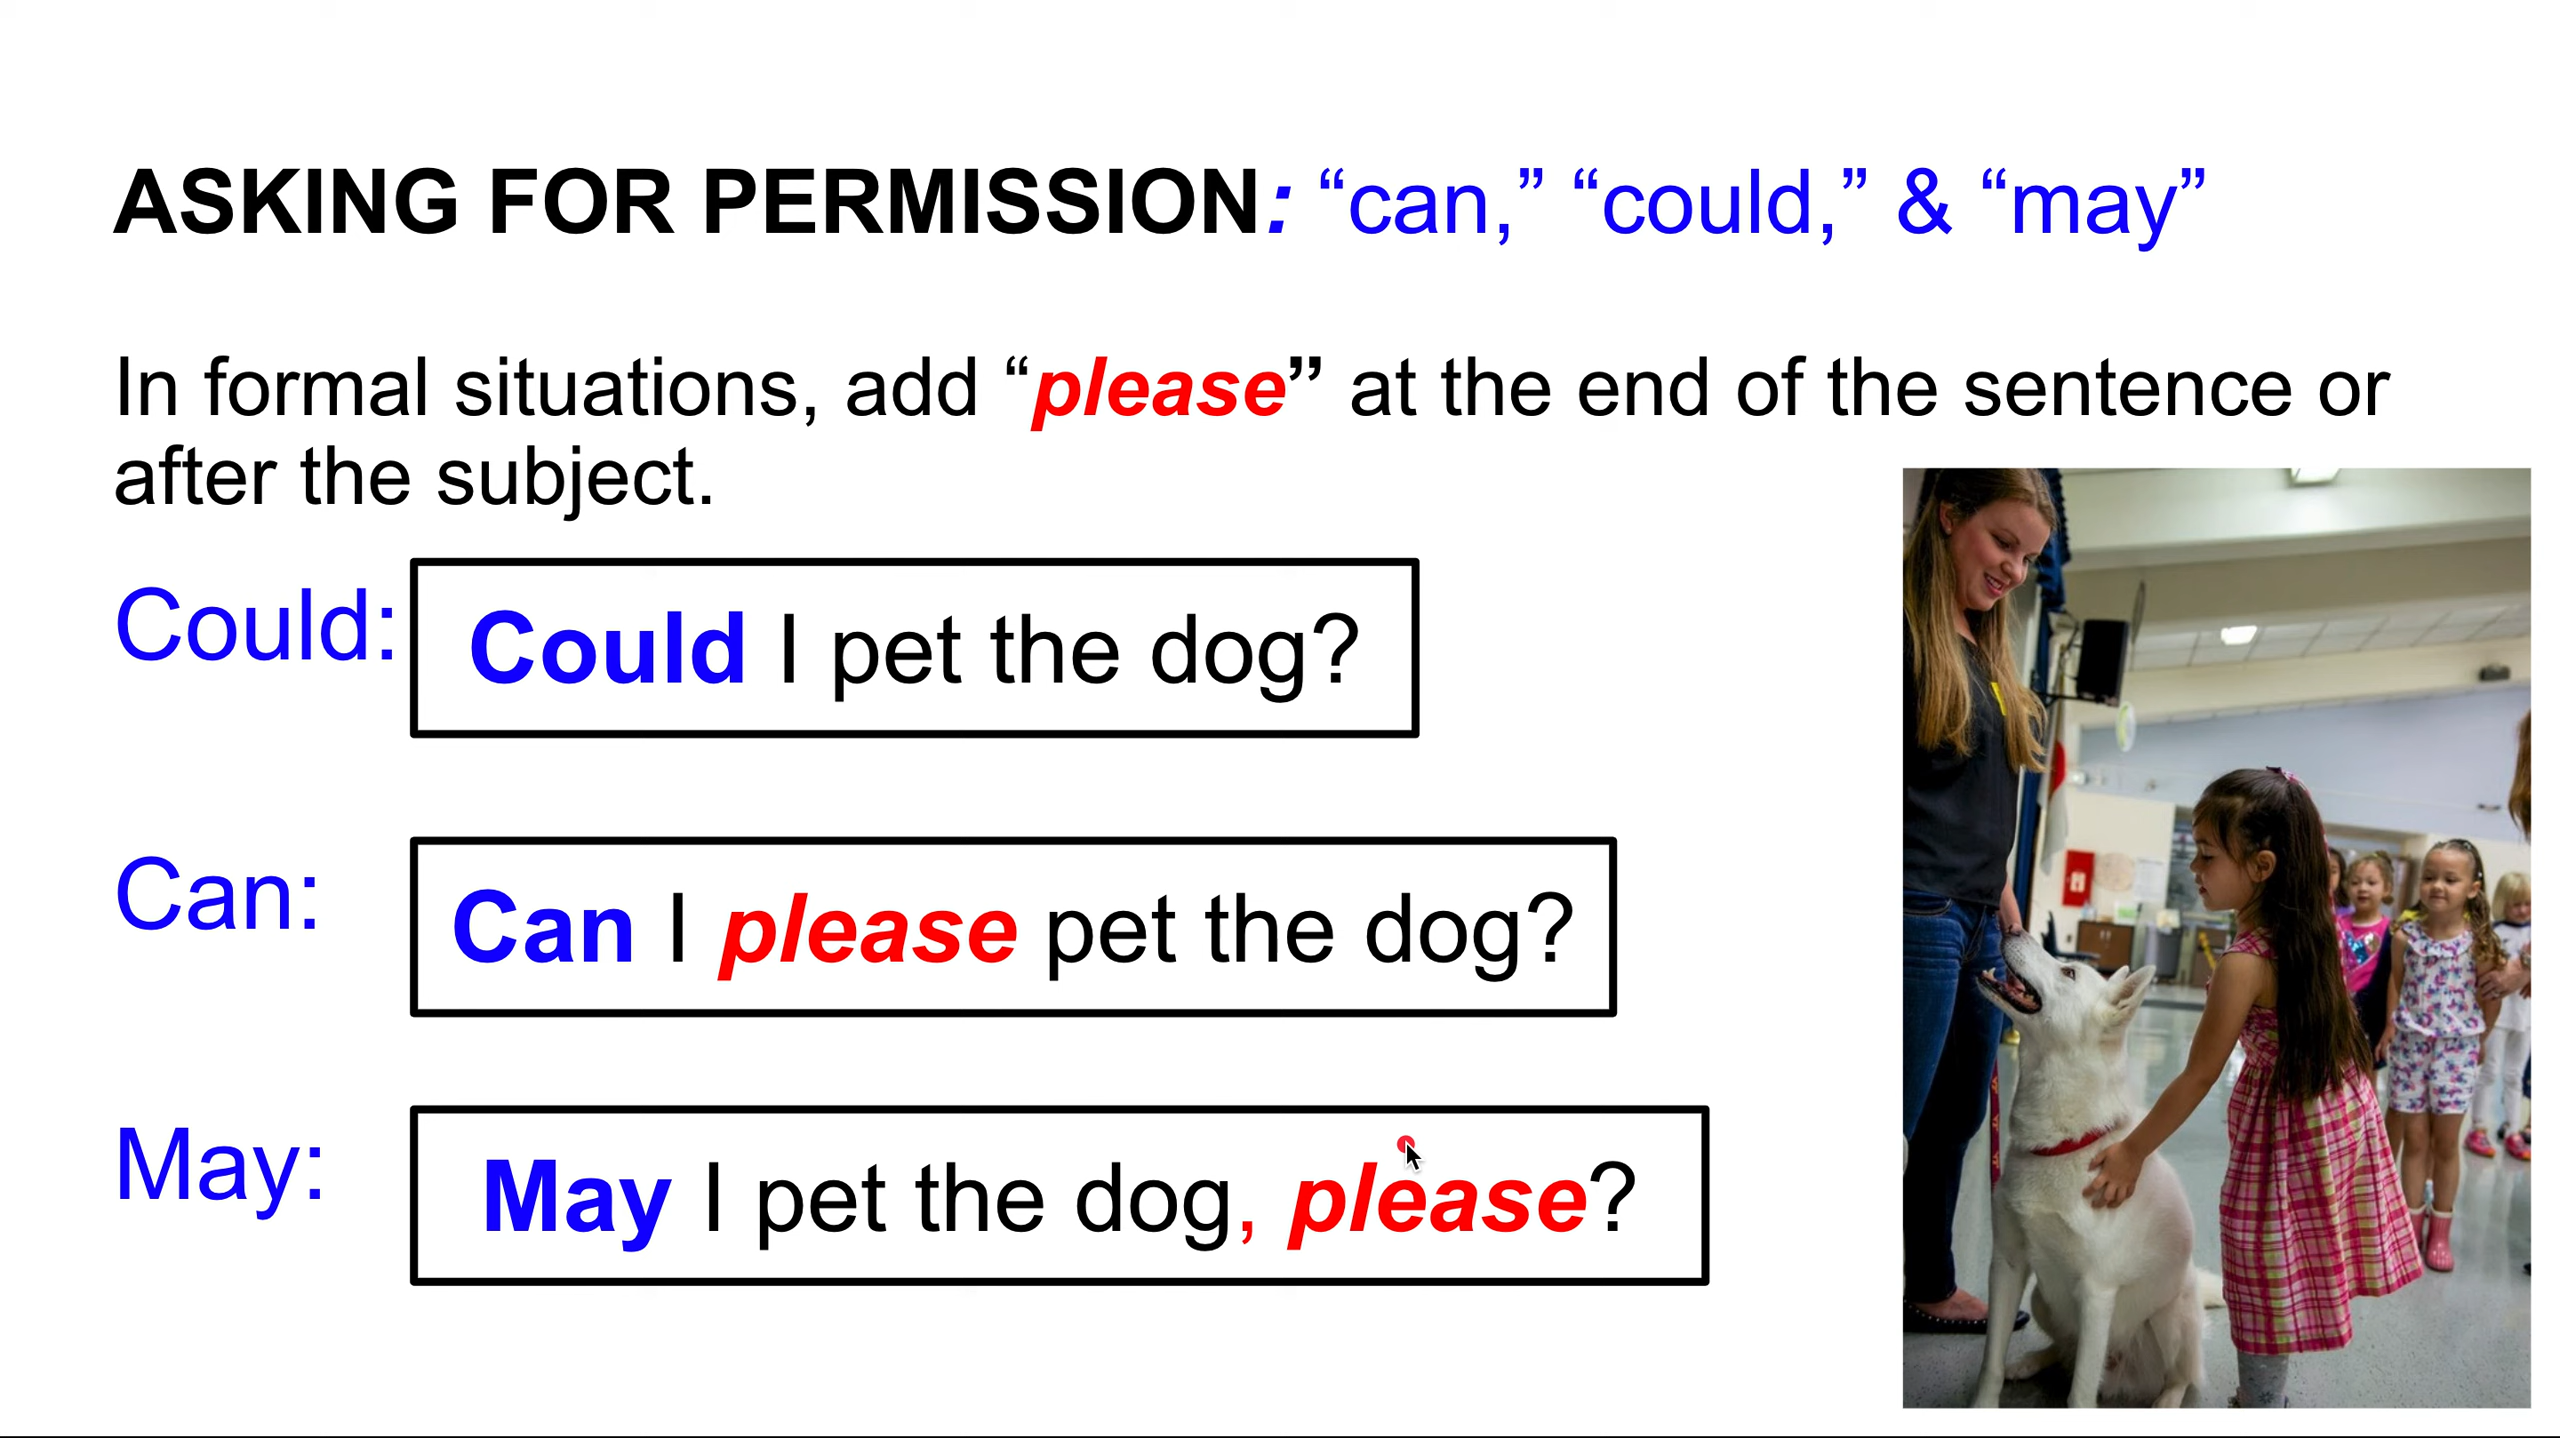 ASKING FOR PERMISSION: “can,” “could,” & “may”
In formal situations, add “please” at the end of the sentence or
after the subject.
Could: Could I pet the dog?
Can: Can I please pet the dog?
May: May I pet the dog, please?